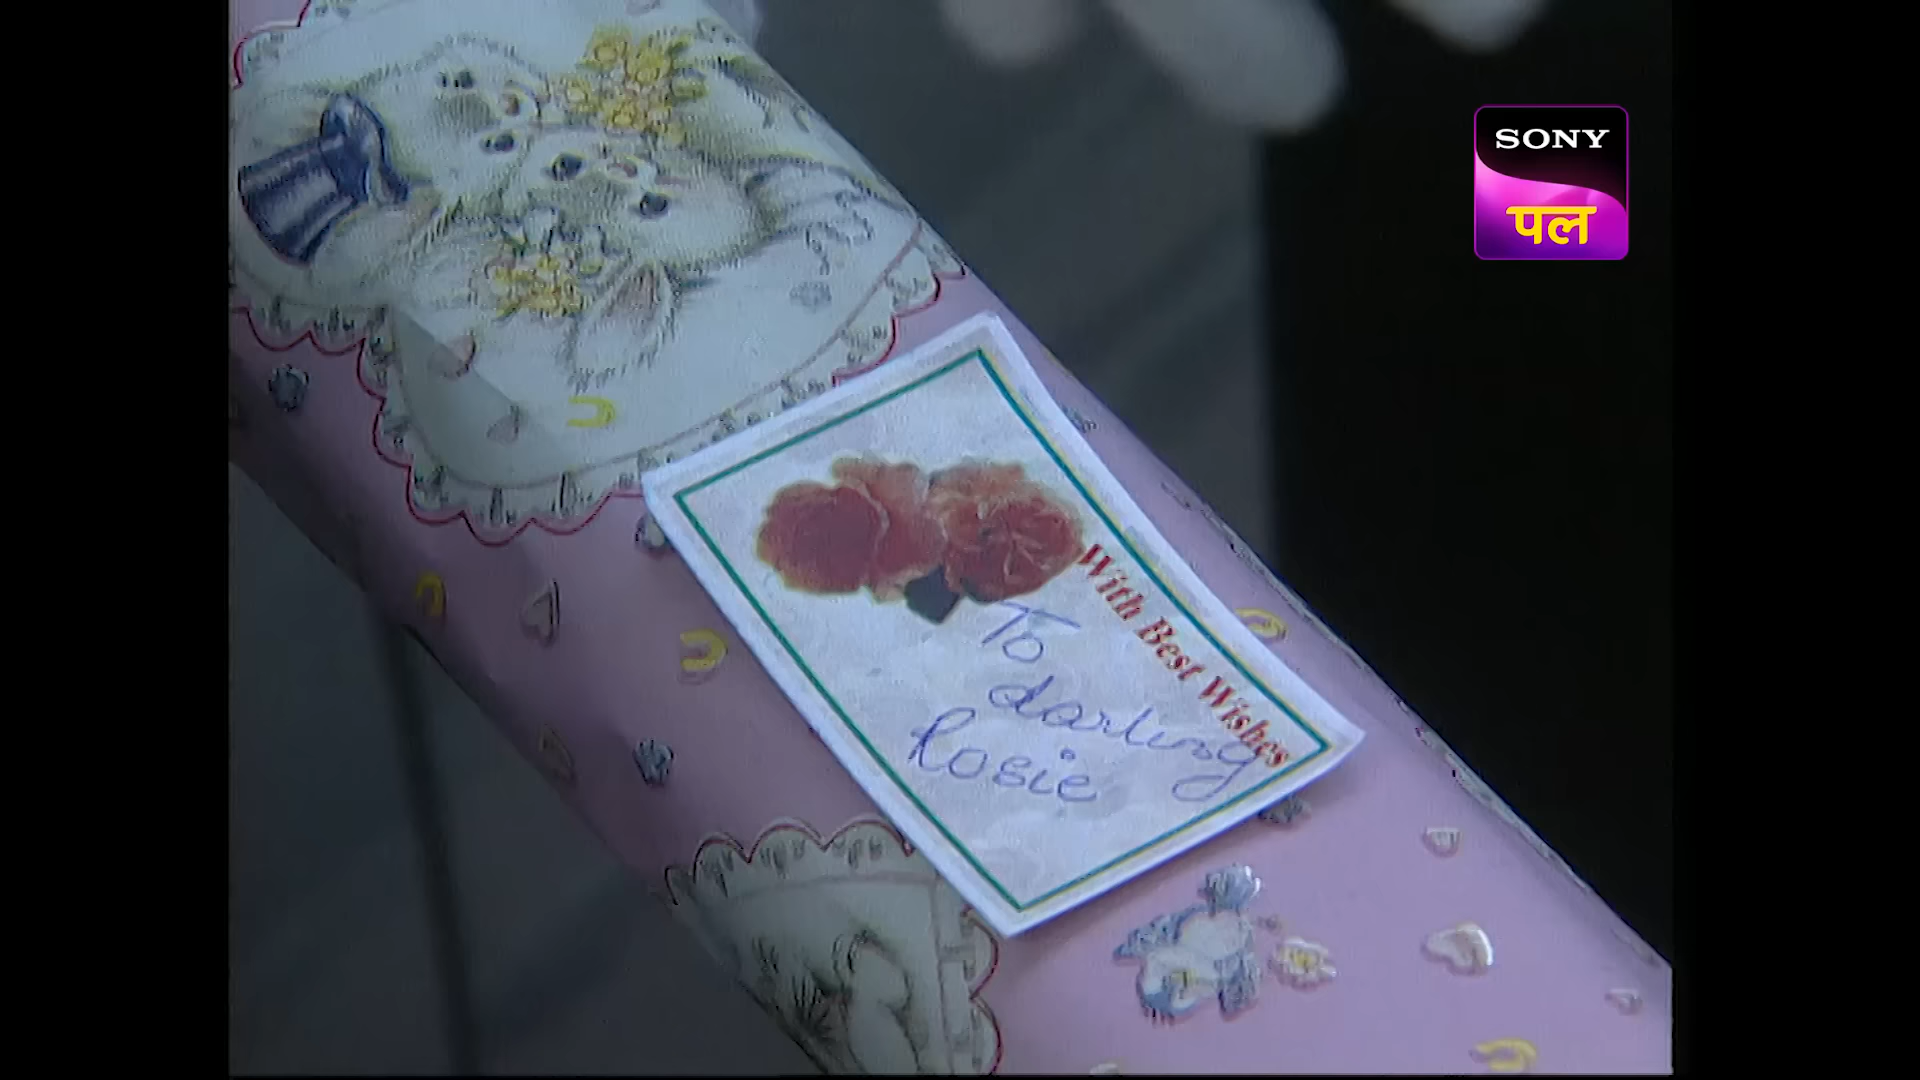 SONY
पल
With Best Wishes
To
darling
Rosie